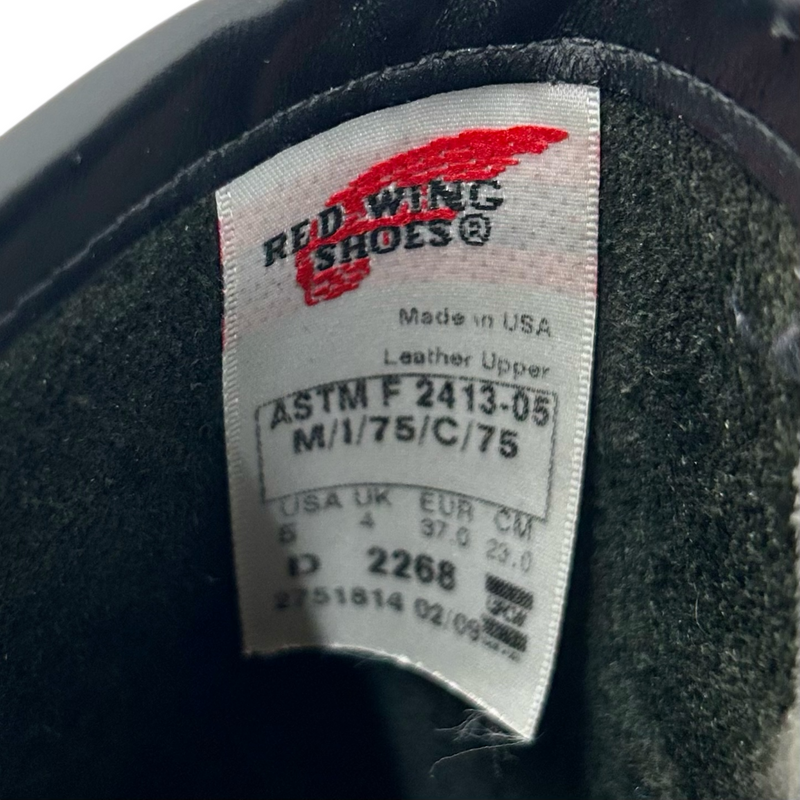 RED WING
SHOES®
Made in USA
Leather Upper
ASTM F 2413-05
M/I/75/C/75
USA UK EUR CM
5 4 37.0 23.0
D 2268
2751814 02/09